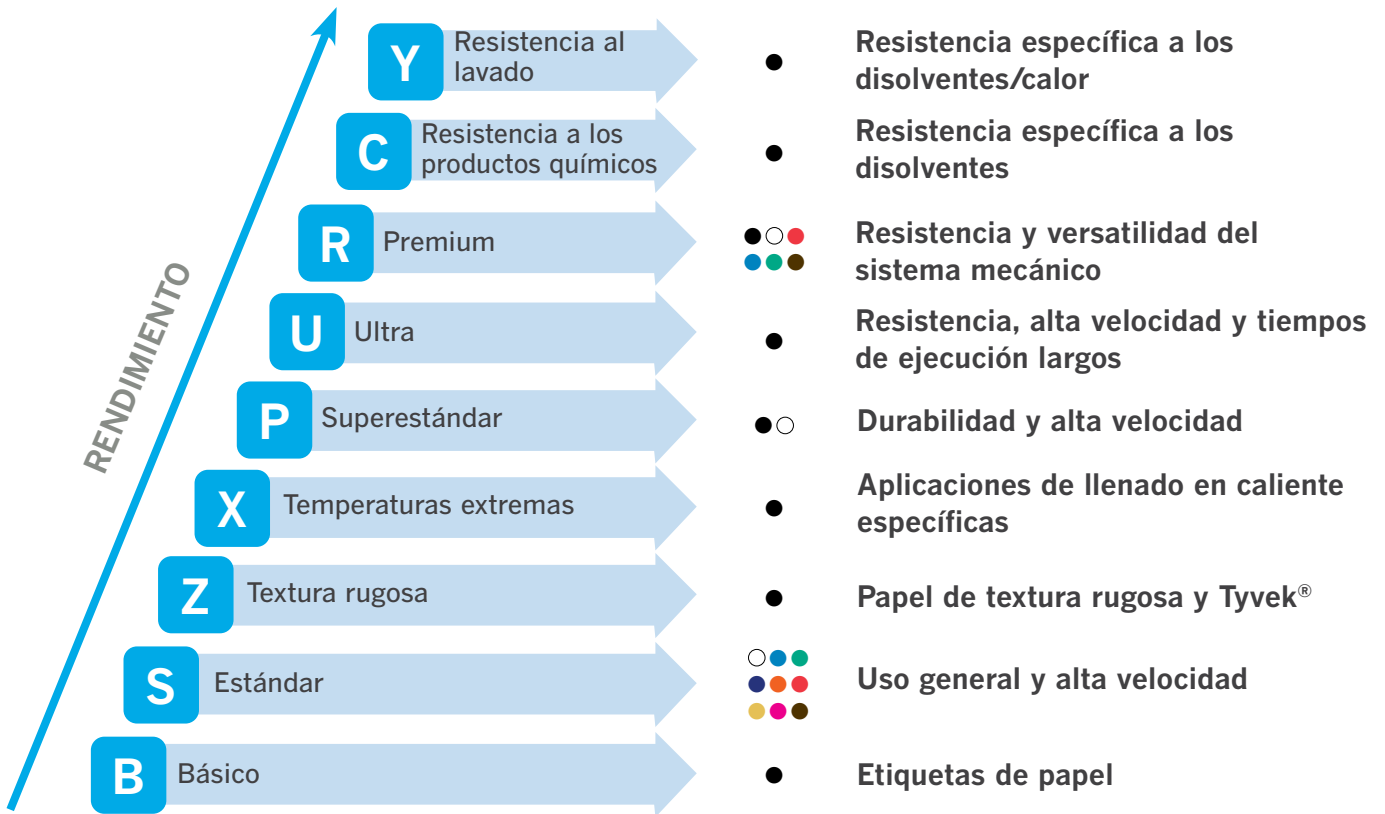 RENDIMIENTO
Y
Resistencia al
lavado
Resistencia específica a los
disolventes/calor
C
Resistencia a los
productos químicos
Resistencia específica a los
disolventes
R
Premium
Resistencia y versatilidad del
sistema mecánico
U
Ultra
Resistencia, alta velocidad y tiempos
de ejecución largos
P
Superestándar
Durabilidad y alta velocidad
X
Temperaturas extremas
Aplicaciones de llenado en caliente
específicas
Z
Textura rugosa
Papel de textura rugosa y Tyvek®
S
Estándar
Uso general y alta velocidad
B
Básico
Etiquetas de papel